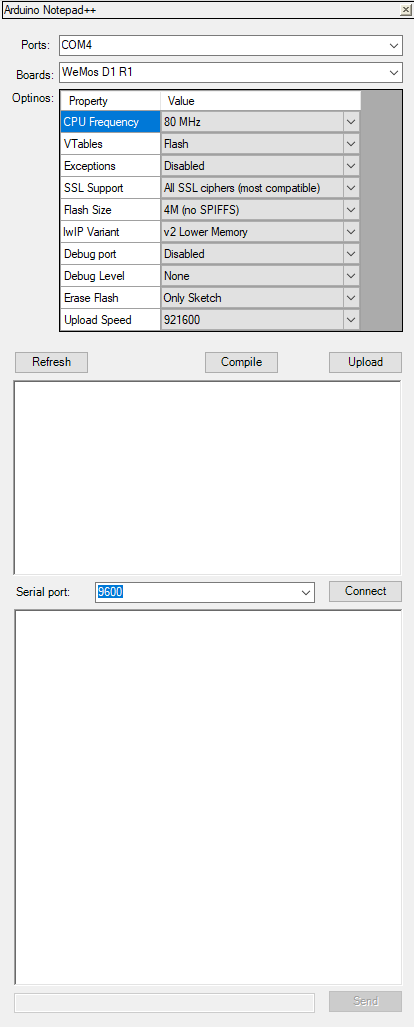 Arduino Notepad++
Ports: COM4
Boards: WeMos D1 R1
Optinos: Property Value
CPU Frequency 80 MHz
VTables Flash
Exceptions Disabled
SSL Support All SSL ciphers (most compatible)
Flash Size 4M (no SPIFFS)
IwIP Variant v2 Lower Memory
Debug port Disabled
Debug Level None
Erase Flash Only Sketch
Upload Speed 921600
Refresh Compile Upload
Serial port: 9600 Connect
Send